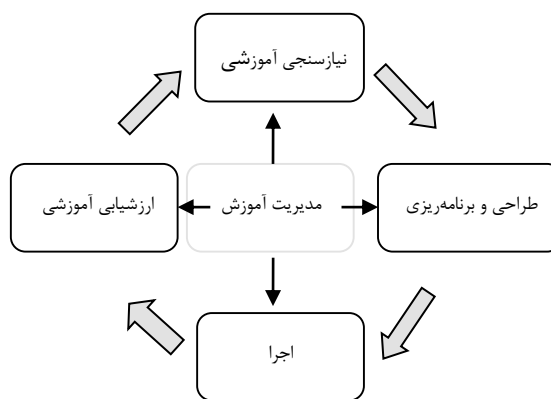 نیازسنجی آموزشی
طراحی و برنامه‌ریزی
مدیریت آموزش
ارزشیابی آموزشی
اجرا